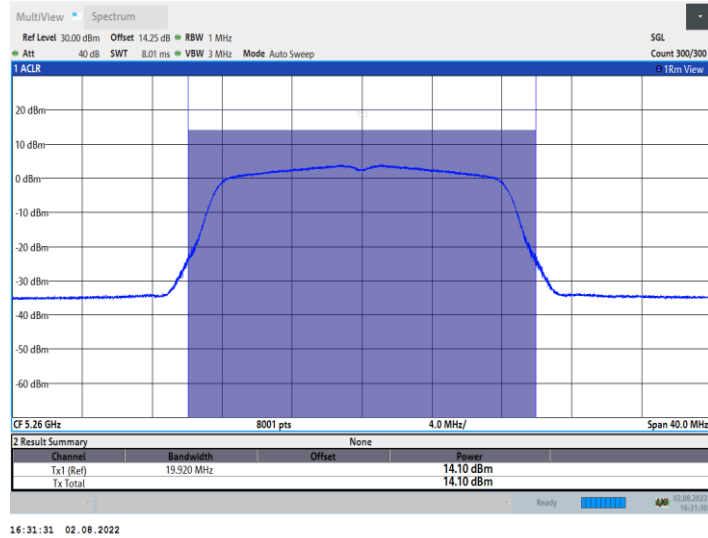 MultiView Spectrum
Ref Level 30.00 dBm Offset 14.25 dB RBW 1 MHz SGL
Att 40 dB SWT 8.01 ms VBW 3 MHz Mode Auto Sweep Count 300/300
1 ACLR 1Rm View
20 dBm
10 dBm
0 dBm
-10 dBm
-20 dBm
-30 dBm
-40 dBm
-50 dBm
-60 dBm
CF 5.26 GHz 8001 pts 4.0 MHz/ Span 40.0 MHz
2 Result Summary None
Channel Bandwidth Offset Power
Tx1 (Ref) 19.920 MHz 14.10 dBm
Tx Total 14.10 dBm
Ready 02.08.2022
16:31:30
16:31:31 02.08.2022